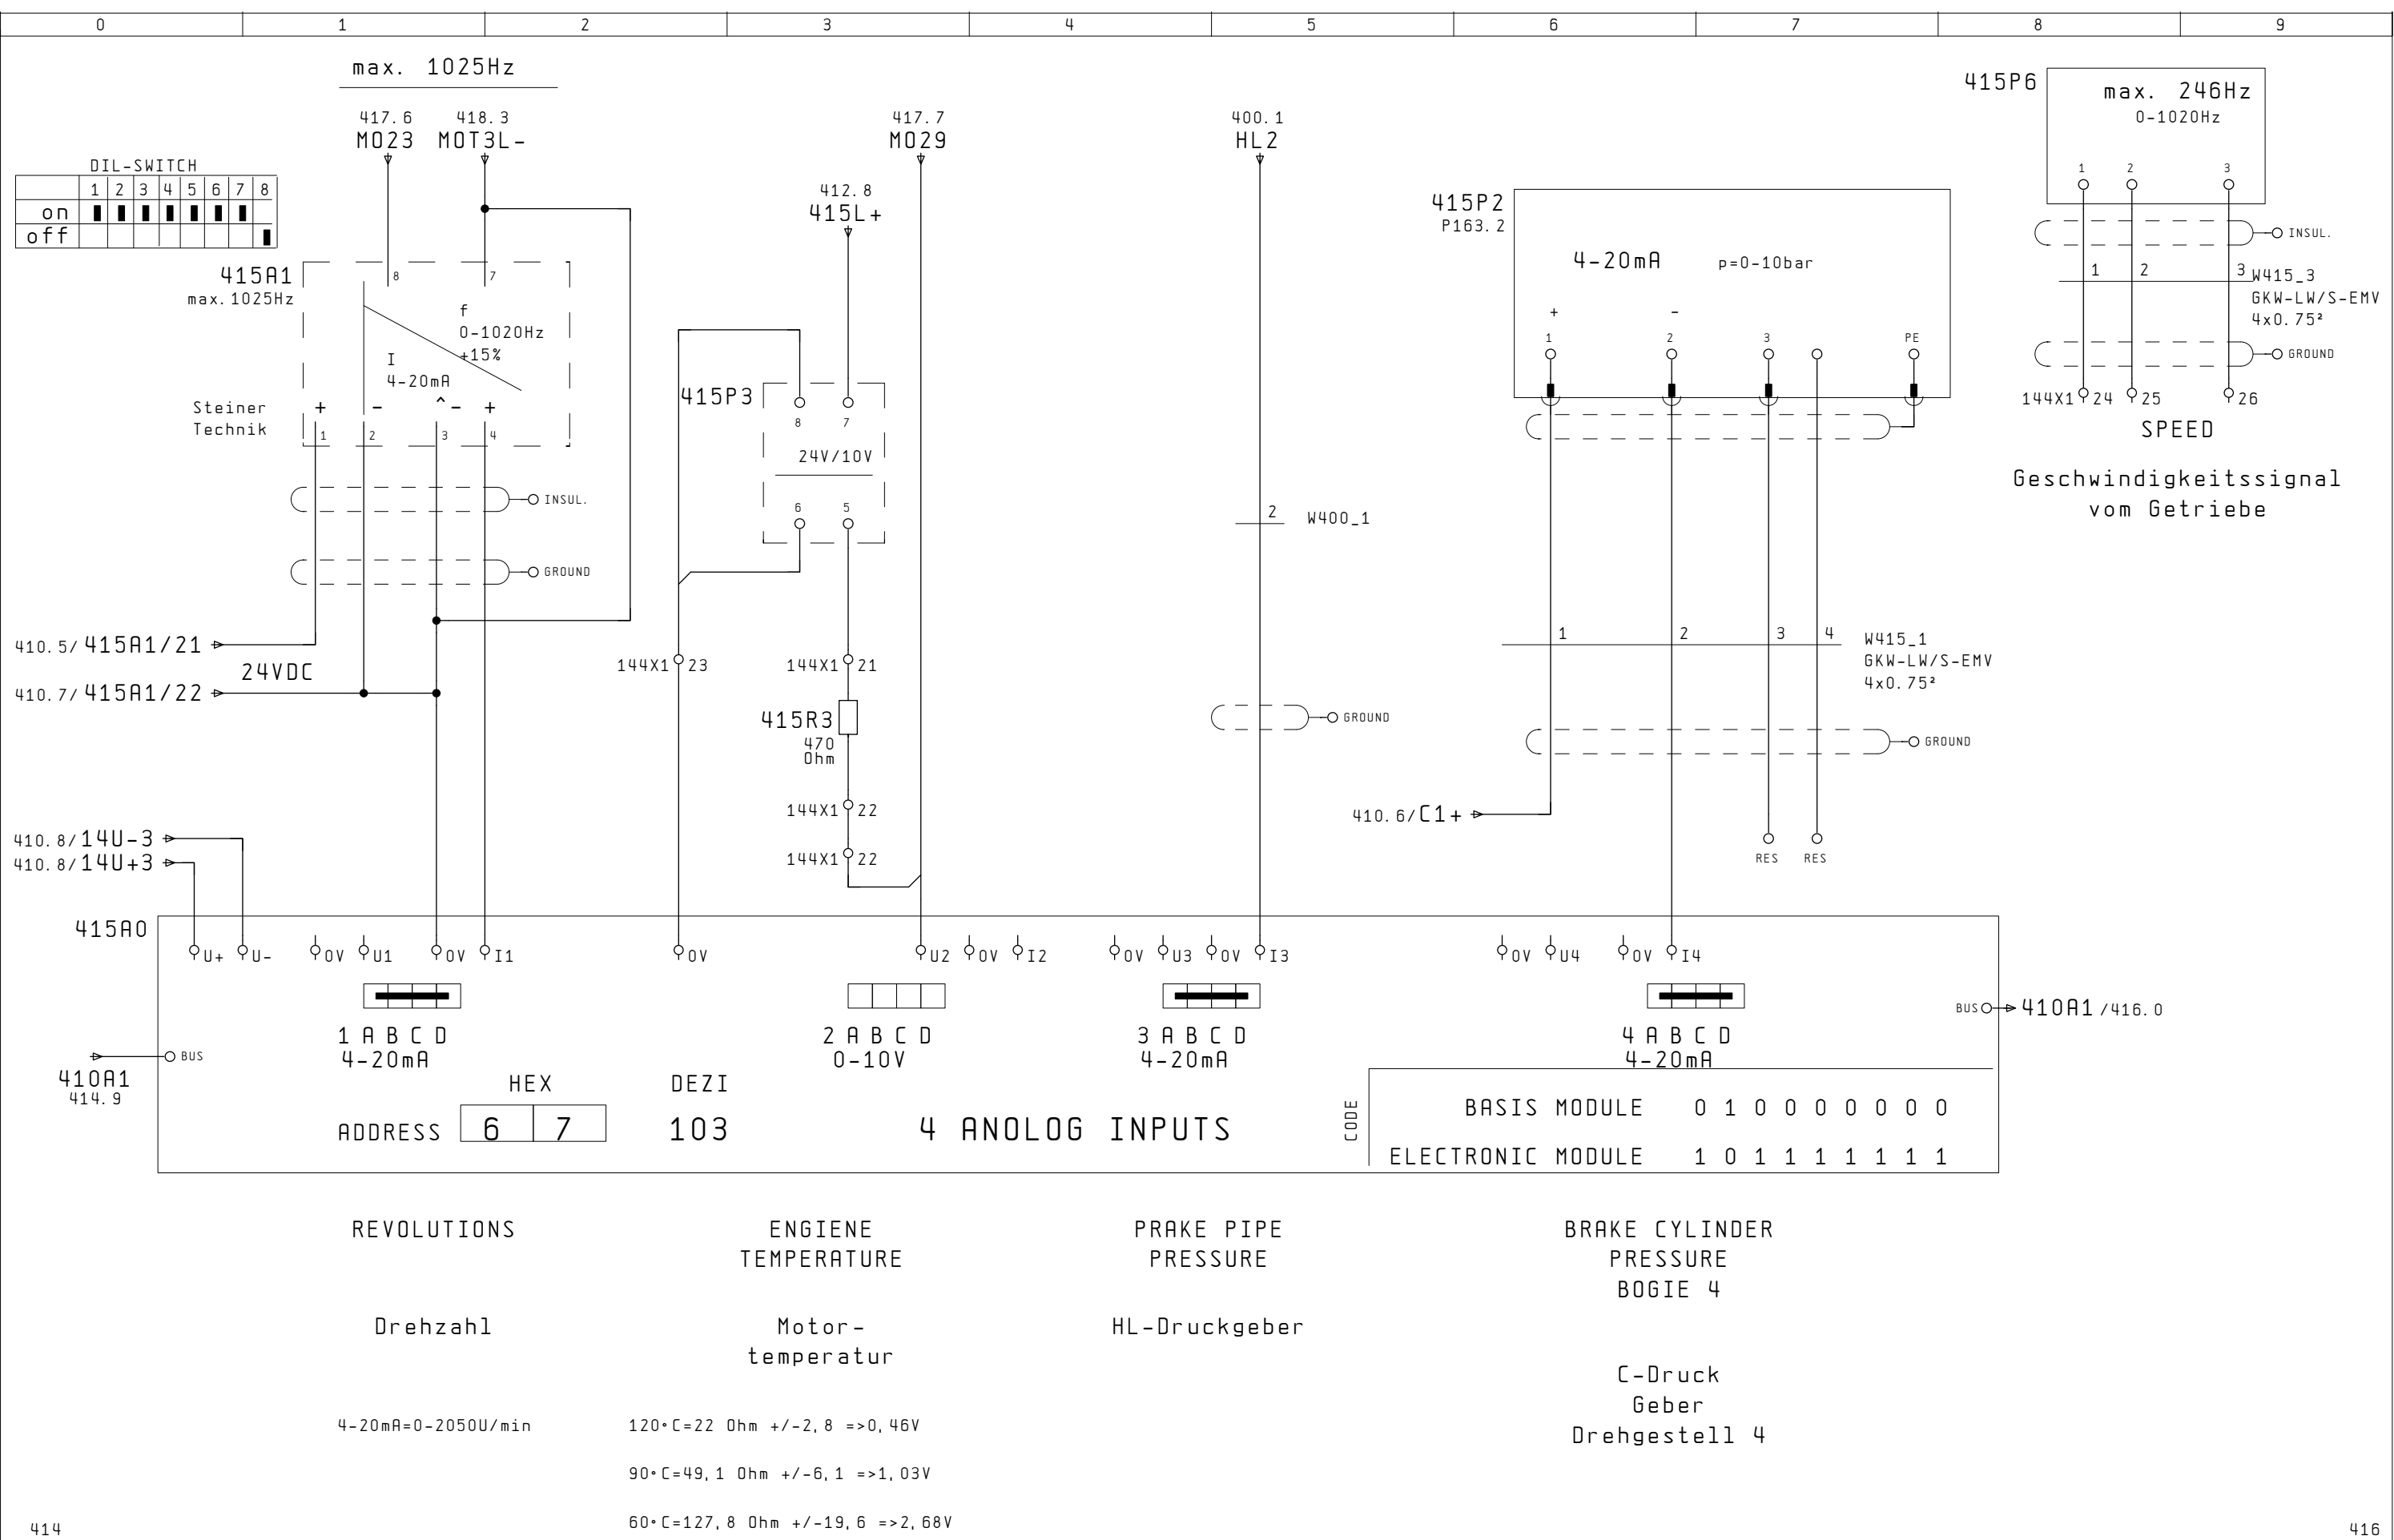 0 1 2 3 4 5 6 7 8 9
max. 1025Hz
417.6 418.3
MO23 MOT3L-
417.7
MO29
400.1
HL2
415P6
max. 246Hz
0-1020Hz
1 2 3
INSUL.
1 2 3
W415_3
GKW-LW/S-EMV
4x0.75²
GROUND
144X1 24 25 26
SPEED
Geschwindigkeitssignal
vom Getriebe
DIL-SWITCH
1 2 3 4 5 6 7 8
on
off
412.8
415L+
415P2
P163.2
4-20mA p=0-10bar
+ -
1 2 3 PE
415A1
max.1025Hz
8 7
f
0-1020Hz
+15%
I
4-20mA
Steiner
Technik
+ - ^ - +
1 2 3 4
INSUL.
GROUND
415P3
8 7
24V/10V
6 5
2 W400_1
410.5/415A1/21
24VDC
410.7/415A1/22
144X1 23
144X1 21
415R3
470
Ohm
144X1 22
144X1 22
GROUND
1 2 3 4
W415_1
GKW-LW/S-EMV
4x0.75²
GROUND
410.6/C1+
RES RES
410.8/14U-3
410.8/14U+3
415A0
U+ U- 0V U1 0V I1 0V U2 0V I2 0V U3 0V I3 0V U4 0V I4
1 A B C D
4-20mA
2 A B C D
0-10V
3 A B C D
4-20mA
4 A B C D
4-20mA
BUS 410A1/416.0
BUS
410A1
414.9
HEX DEZI
ADDRESS 6 7 103
4 ANOLOG INPUTS
CODE
BASIS MODULE 0 1 0 0 0 0 0 0 0
ELECTRONIC MODULE 1 0 1 1 1 1 1 1 1
REVOLUTIONS
Drehzahl
4-20mA=0-2050U/min
ENGIENE
TEMPERATURE
Motor-
temperatur
120°C=22 Ohm +/-2,8 =>0,46V
90°C=49,1 Ohm +/-6,1 =>1,03V
60°C=127,8 Ohm +/-19,6 =>2,68V
PRAKE PIPE
PRESSURE
HL-Druckgeber
BRAKE CYLINDER
PRESSURE
BOGIE 4
C-Druck
Geber
Drehgestell 4
414
416